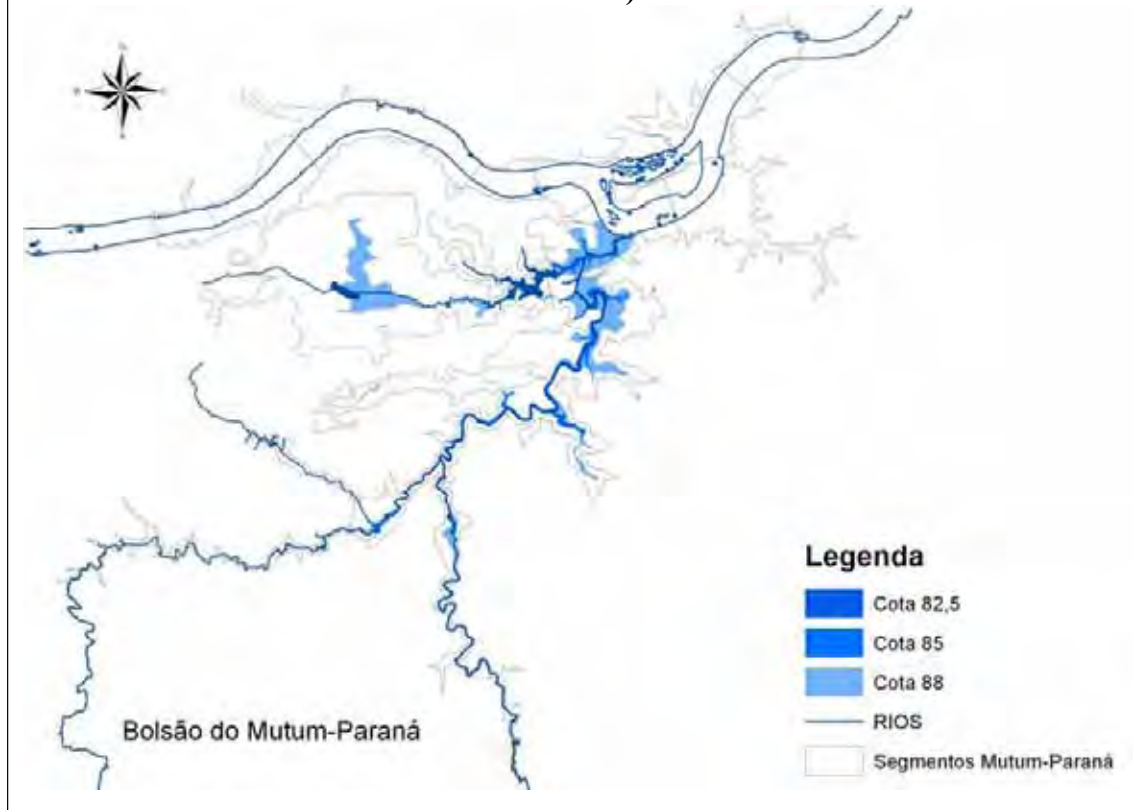 )
Legenda
Cota 82,5
Cota 85
Cota 88
RIOS
Segmentos Mutum-Paraná
Bolsão do Mutum-Paraná